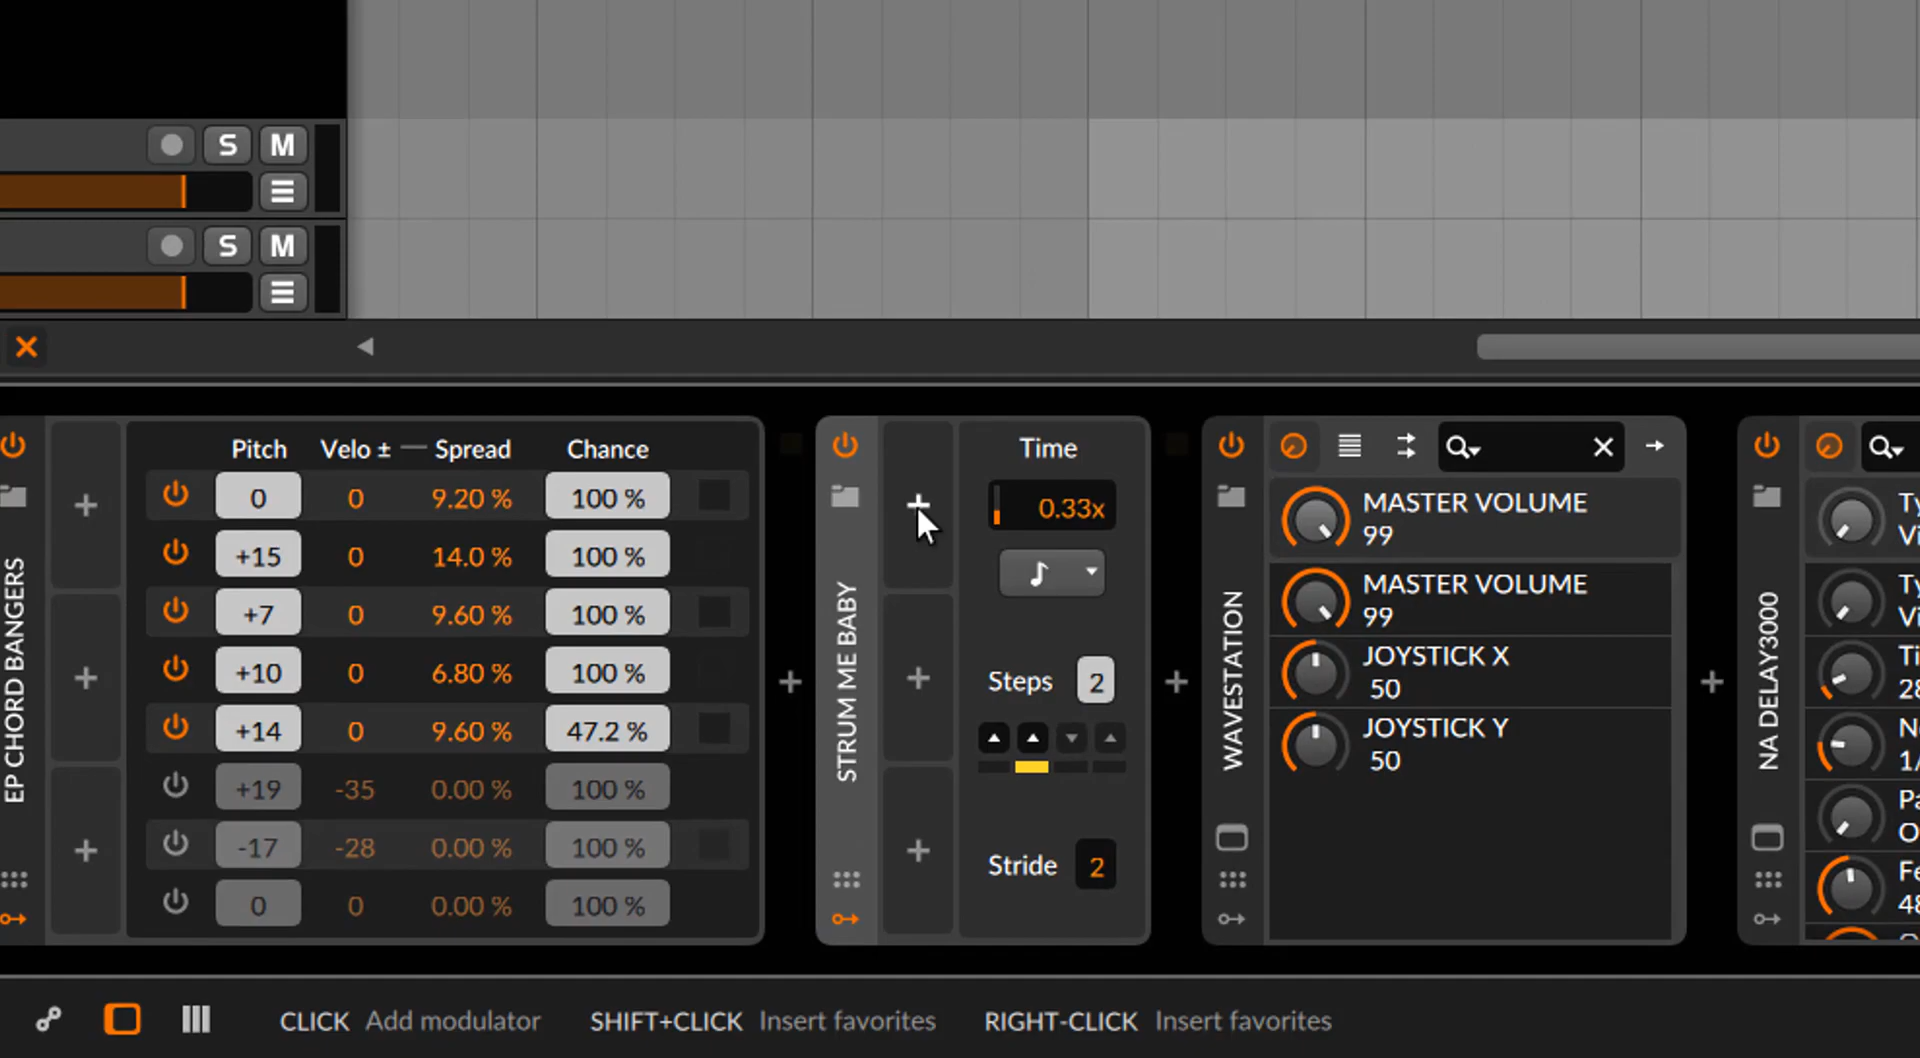 S M
S M
EP CHORD BANGERS
Pitch Velo ± Spread Chance
0 0 9.20 % 100 %
+15 0 14.0 % 100 %
+7 0 9.60 % 100 %
+10 0 6.80 % 100 %
+14 0 9.60 % 47.2 %
+19 -35 0.00 % 100 %
-17 -28 0.00 % 100 %
0 0 0.00 % 100 %
STRUM ME BABY
Time
0.33x
Steps 2
Stride 2
WAVESTATION
MASTER VOLUME
99
MASTER VOLUME
99
JOYSTICK X
50
JOYSTICK Y
50
NA DELAY3000
CLICK Add modulator SHIFT+CLICK Insert favorites RIGHT-CLICK Insert favorites